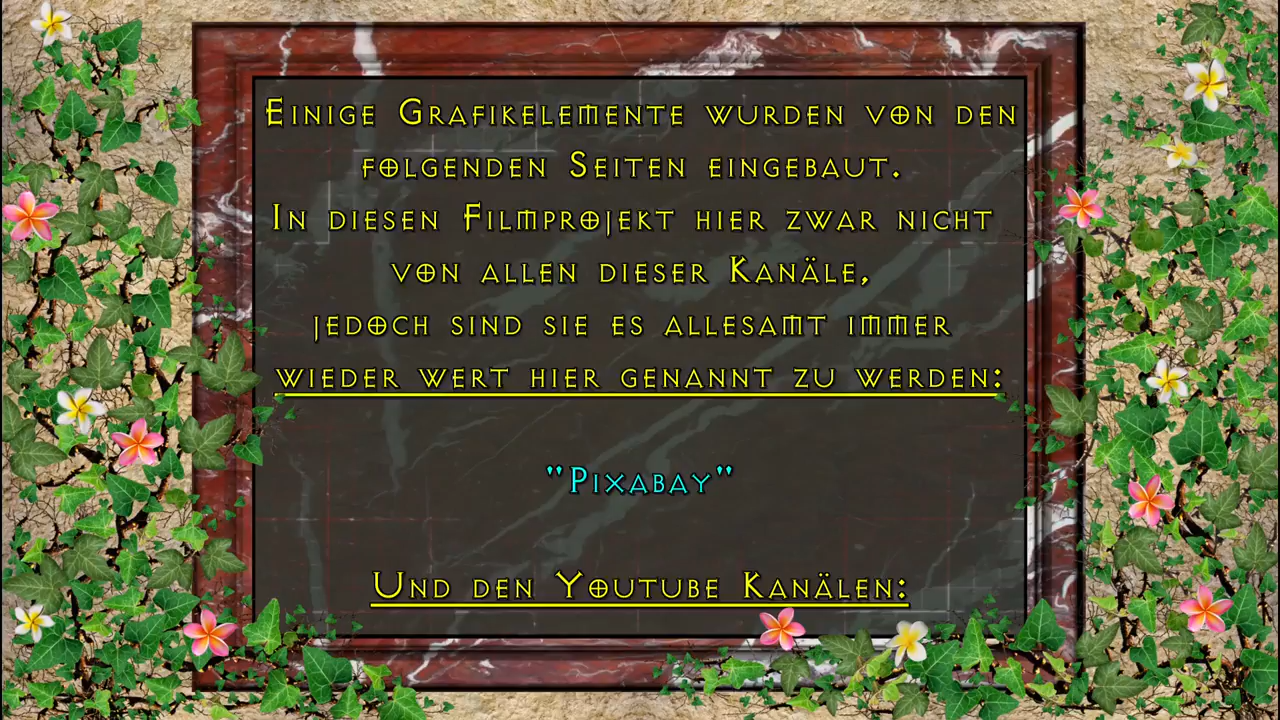 Einige Grafikelemente wurden von den
folgenden Seiten eingebaut.
In diesen Filmprojekt hier zwar nicht
von allen dieser Kanäle,
jedoch sind sie es allesamt immer
wieder wert hier genannt zu werden:
"Pixabay"
Und den Youtube Kanälen: